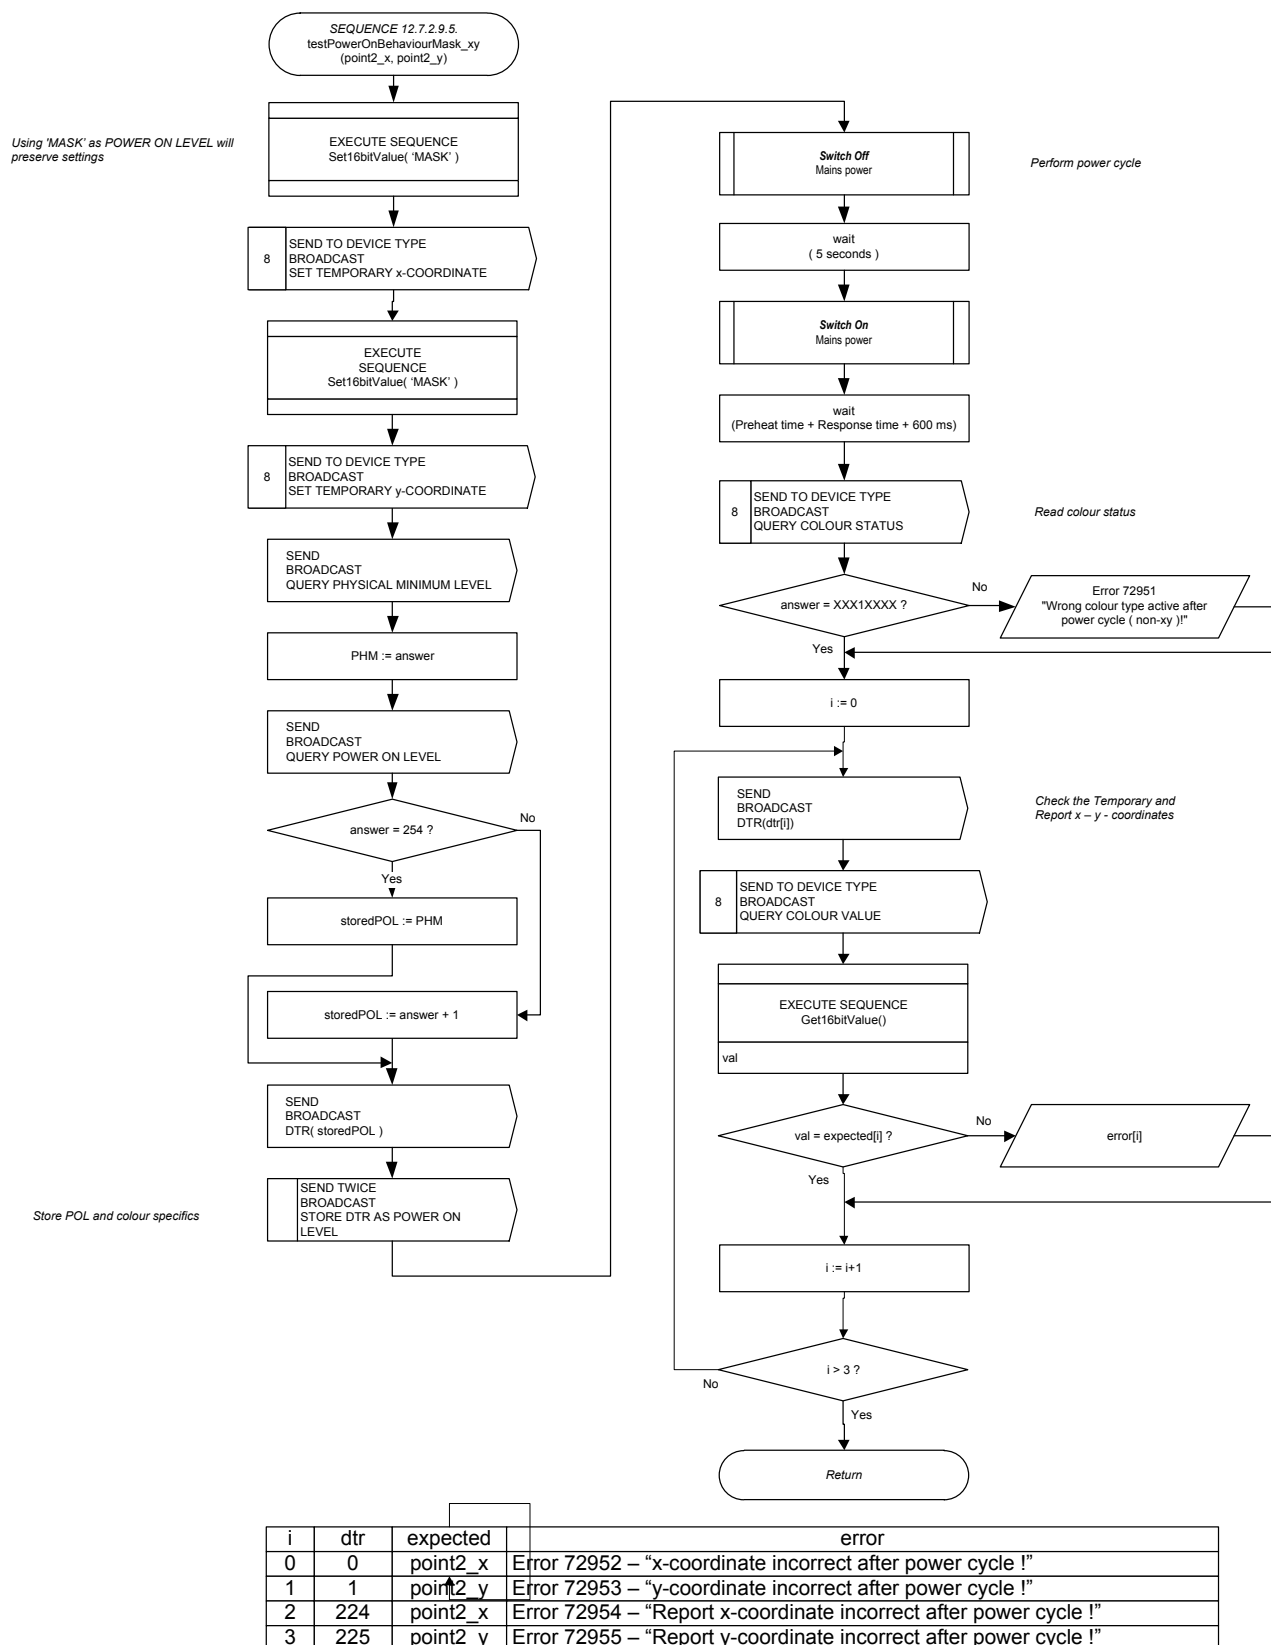 SEQUENCE 12.7.2.9.5.
testPowerOnBehaviourMask_xy
(point2_x, point2_y)
Using 'MASK' as POWER ON LEVEL will
preserve settings
EXECUTE SEQUENCE
Set16bitValue( ‘MASK’ )
8
SEND TO DEVICE TYPE
BROADCAST
SET TEMPORARY x-COORDINATE
EXECUTE
SEQUENCE
Set16bitValue( ‘MASK’ )
8
SEND TO DEVICE TYPE
BROADCAST
SET TEMPORARY y-COORDINATE
SEND
BROADCAST
QUERY PHYSICAL MINIMUM LEVEL
PHM := answer
SEND
BROADCAST
QUERY POWER ON LEVEL
answer = 254 ?
No
Yes
storedPOL := PHM
storedPOL := answer + 1
SEND
BROADCAST
DTR( storedPOL )
Store POL and colour specifics
SEND TWICE
BROADCAST
STORE DTR AS POWER ON
LEVEL
Switch Off
Mains power
Perform power cycle
wait
( 5 seconds )
Switch On
Mains power
wait
(Preheat time + Response time + 600 ms)
8
SEND TO DEVICE TYPE
BROADCAST
QUERY COLOUR STATUS
Read colour status
answer = XXX1XXXX ?
No
Error 72951
"Wrong colour type active after
power cycle ( non-xy )!"
Yes
i := 0
SEND
BROADCAST
DTR(dtr[i])
Check the Temporary and
Report x – y - coordinates
8
SEND TO DEVICE TYPE
BROADCAST
QUERY COLOUR VALUE
EXECUTE SEQUENCE
Get16bitValue()
val
val = expected[i] ?
No
error[i]
Yes
i := i+1
i > 3 ?
No
Yes
Return
i dtr expected error
0 0 point2_x Error 72952 – “x-coordinate incorrect after power cycle !”
1 1 point2_y Error 72953 – “y-coordinate incorrect after power cycle !”
2 224 point2_x Error 72954 – “Report x-coordinate incorrect after power cycle !”
3 225 point2_y Error 72955 – “Report y-coordinate incorrect after power cycle !”